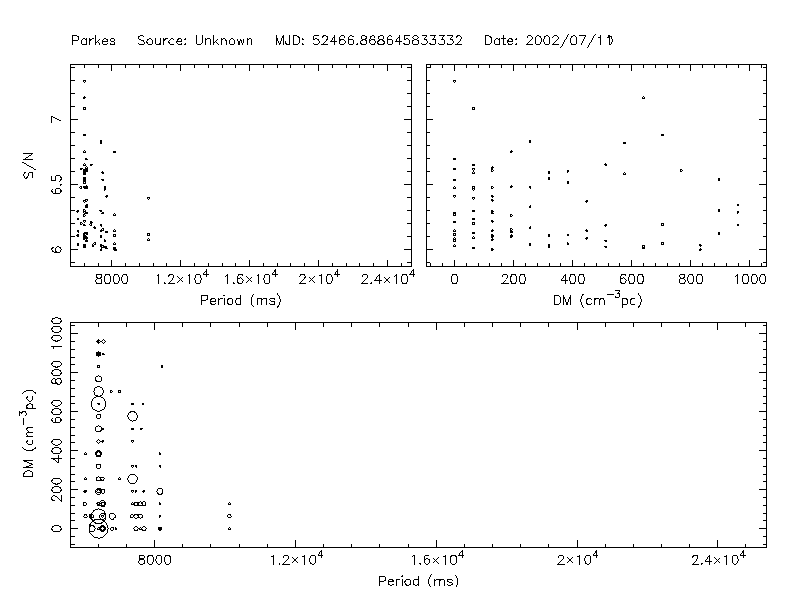 Parkes Source: Unknown MJD: 52466.868645833332 Date: 2002/07/11
S/N
7
6.5
6
8000 1.2×10⁴ 1.6×10⁴ 2×10⁴ 2.4×10⁴
Period (ms)
0 200 400 600 800 1000
DM (cm⁻³pc)
DM (cm⁻³pc)
1000
800
600
400
200
0
8000 1.2×10⁴ 1.6×10⁴ 2×10⁴ 2.4×10⁴
Period (ms)